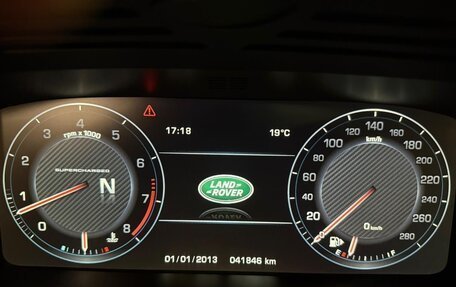 17:18
19°C
3 4 5
rpm x 1000
2 6
SUPERCHARGED
N
1 7
0 8
LAND-
ROVER
120 140 160
km/h
100 180
80 200
60 220
40 240
20 260
0 280
0 km/h
E F
01/01/2013 041846 km